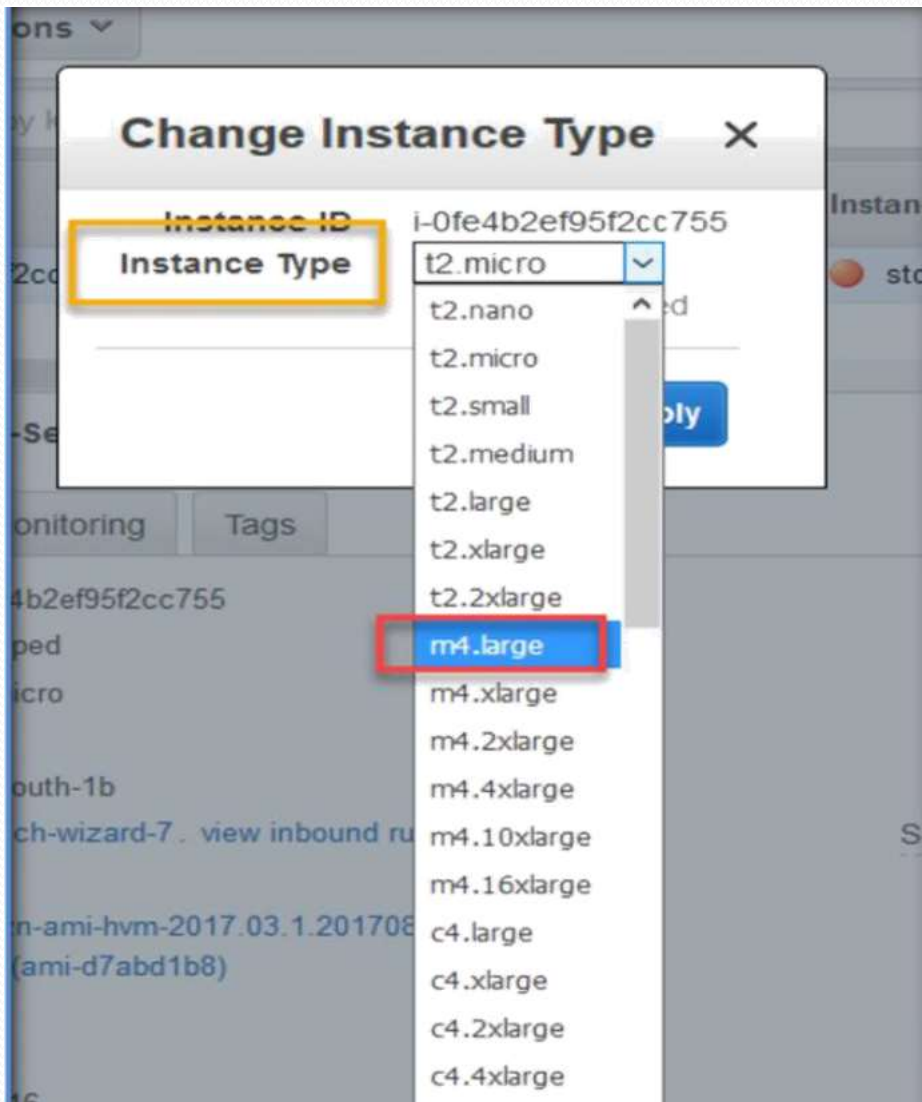 ons
by
Change Instance Type
Instan
Instance ID i-0fe4b2ef95f2cc755
Instance Type t2.micro
2cc
sto
t2.nano
ed
t2.micro
t2.small
ply
-Se
t2.medium
t2.large
onitoring Tags
t2.xlarge
4b2ef95f2cc755
t2.2xlarge
ped
m4.large
icro
m4.xlarge
m4.2xlarge
outh-1b
m4.4xlarge
ch-wizard-7. view inbound ru
m4.10xlarge
S
m4.16xlarge
n-ami-hvm-2017.03.1.201708
c4.large
(ami-d7abd1b8)
c4.xlarge
c4.2xlarge
c4.4xlarge